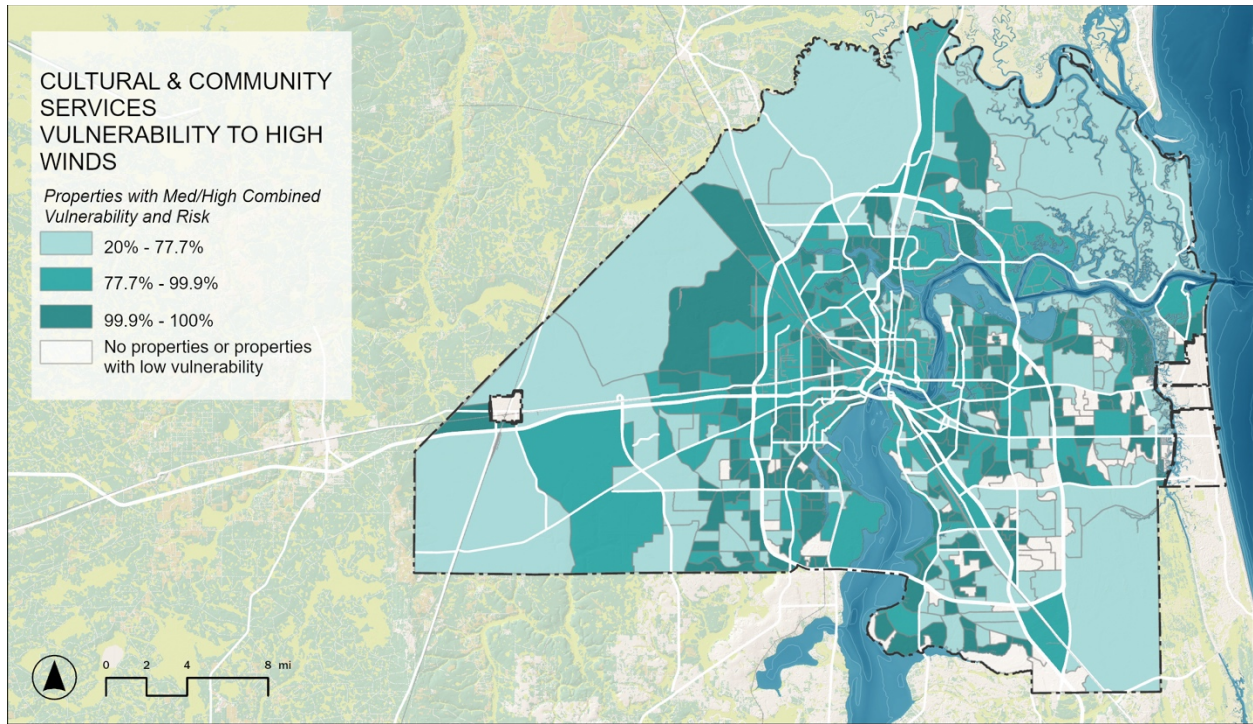 CULTURAL & COMMUNITY
SERVICES
VULNERABILITY TO HIGH
WINDS
Properties with Med/High Combined
Vulnerability and Risk
20% - 77.7%
77.7% - 99.9%
99.9% - 100%
No properties or properties
with low vulnerability
0 2 4 8 mi